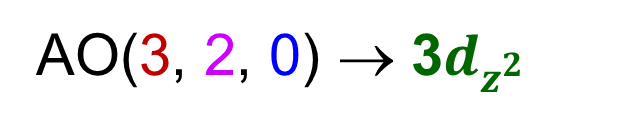 AO(3, 2, 0) → 3d_{z²}